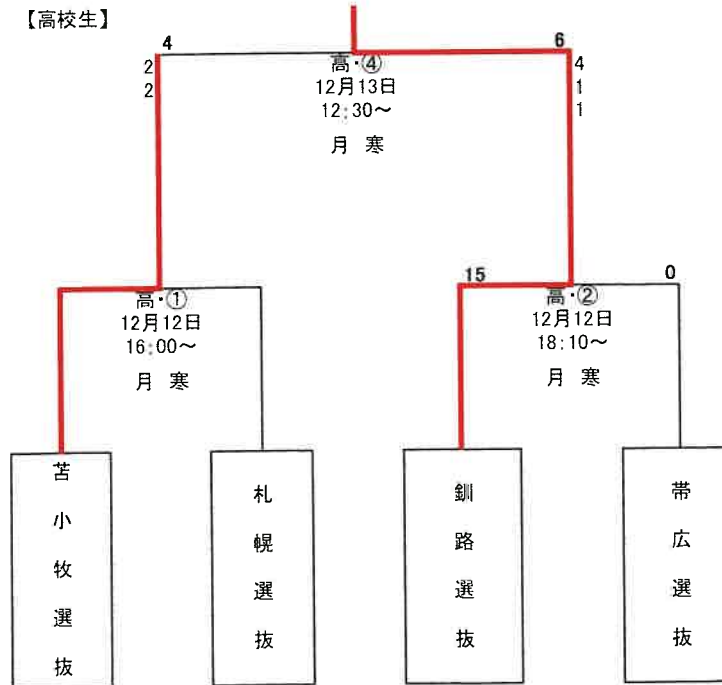 【高校生】
4
6
2
2
4
1
1
高・④
12月13日
12:30～
月 寒
15
0
高・①
12月12日
16:00～
月 寒
高・②
12月12日
18:10～
月 寒
苫小牧選抜
札幌選抜
釧路選抜
帯広選抜